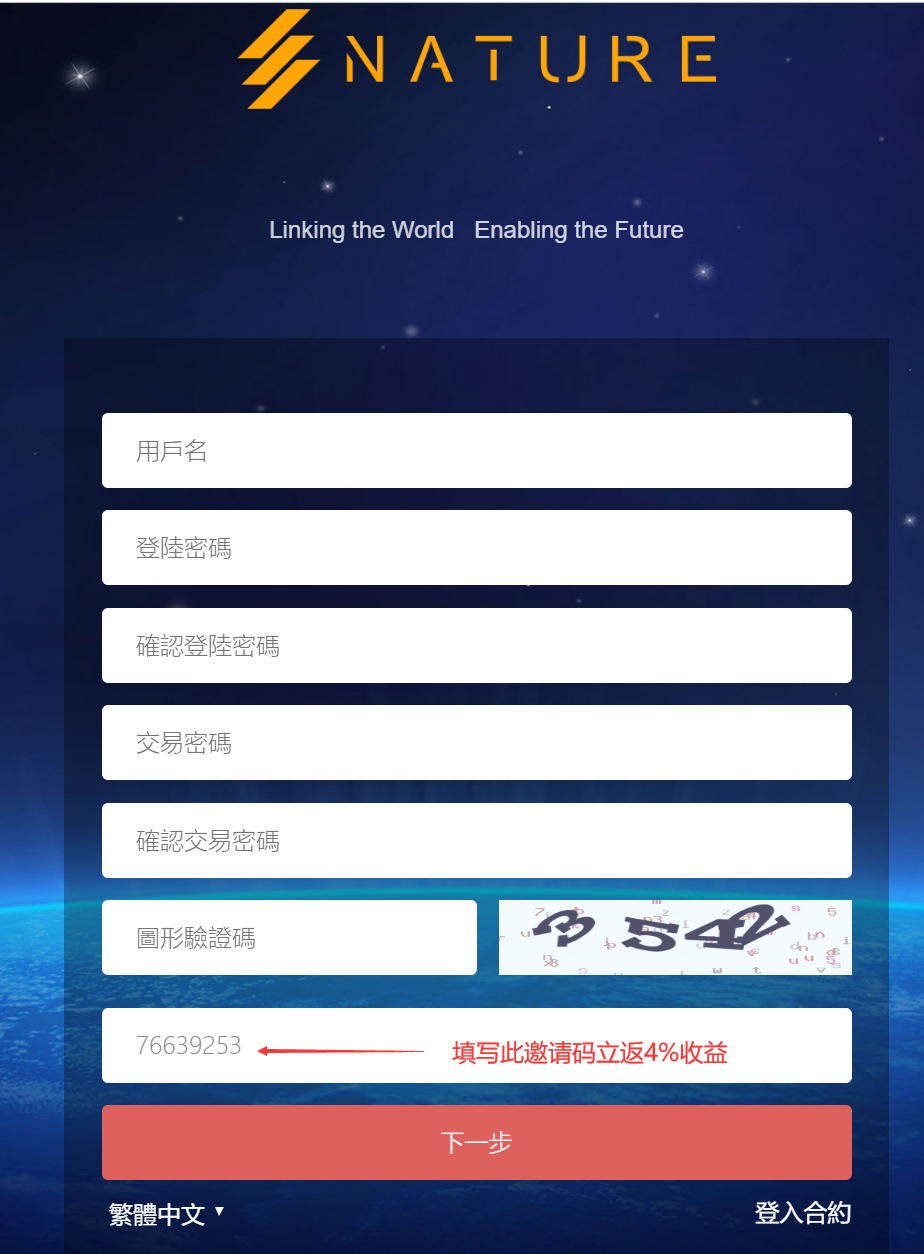 NATURE
Linking the World Enabling the Future
用戶名
登陸密碼
確認登陸密碼
交易密碼
確認交易密碼
圖形驗證碼
76639253 填写此邀请码立返4%收益
下一步
繁體中文 ▼ 登入合約